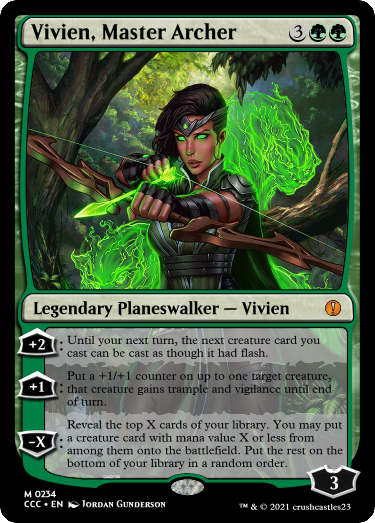 Vivien, Master Archer 3
Legendary Planeswalker — Vivien
+2: Until your next turn, the next creature card you
cast can be cast as though it had flash.
+1: Put a +1/+1 counter on up to one target creature,
that creature gains trample and vigilance until end
of turn.
-X: Reveal the top X cards of your library. You may put
a creature card with mana value X or less from
among them onto the battlefield. Put the rest on the
bottom of your library in a random order.
3
M 0234
CCC • EN Jordan Gunderson
™ & © 2021 crushcastles23